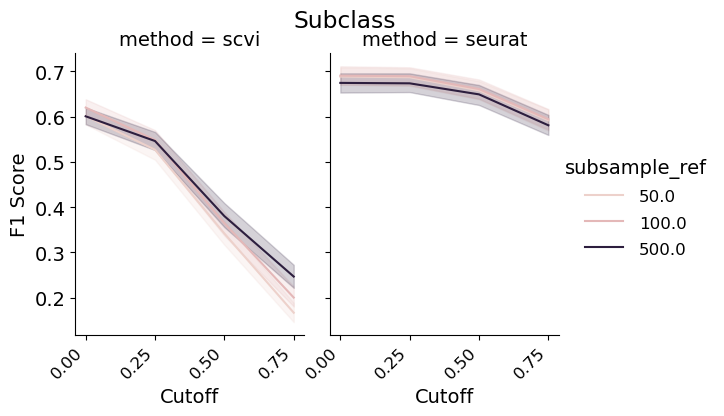 Subclass
method = scvi
method = seurat
F1 Score
0.7
0.6
0.5
0.4
0.3
0.2
0.00
0.25
0.50
0.75
Cutoff
0.00
0.25
0.50
0.75
Cutoff
subsample_ref
50.0
100.0
500.0